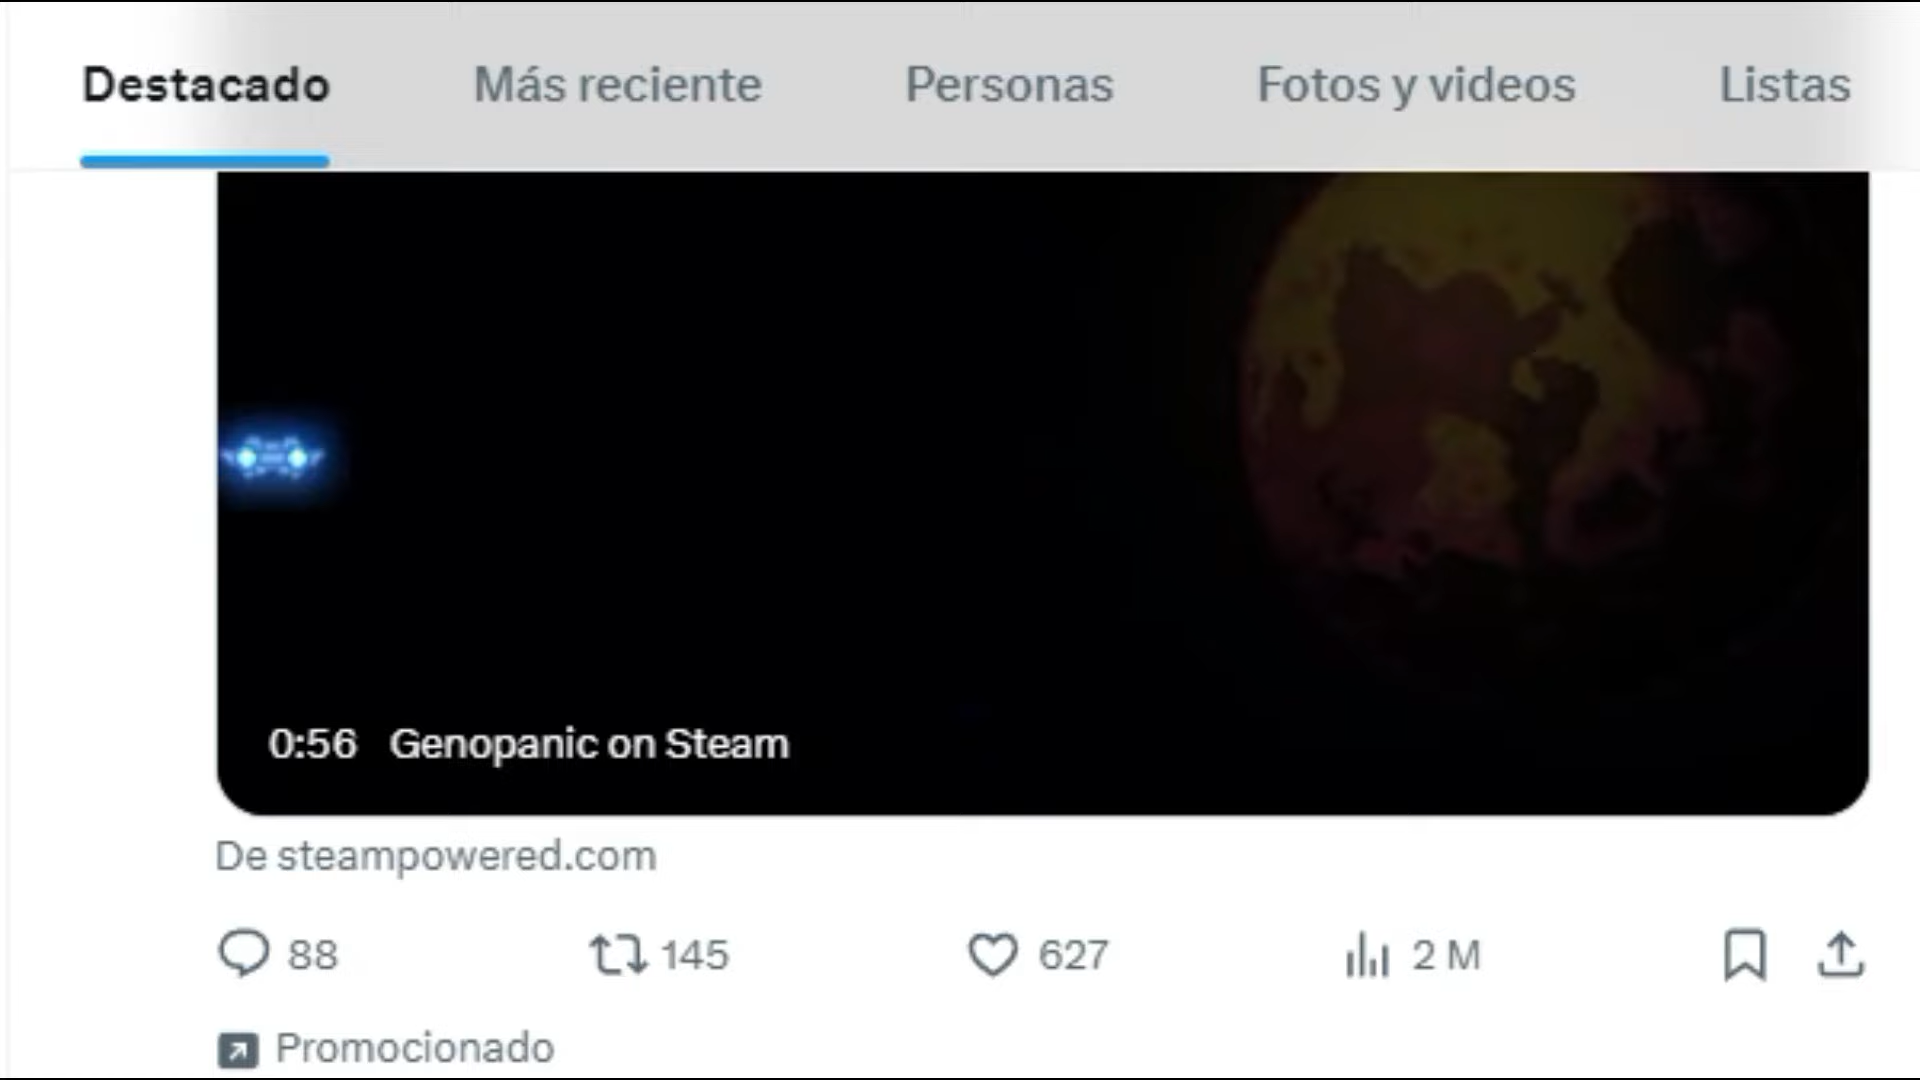 Destacado Más reciente Personas Fotos y videos Listas
0:56 Genopanic on Steam
De steampowered.com
88 145 627 2 M
Promocionado